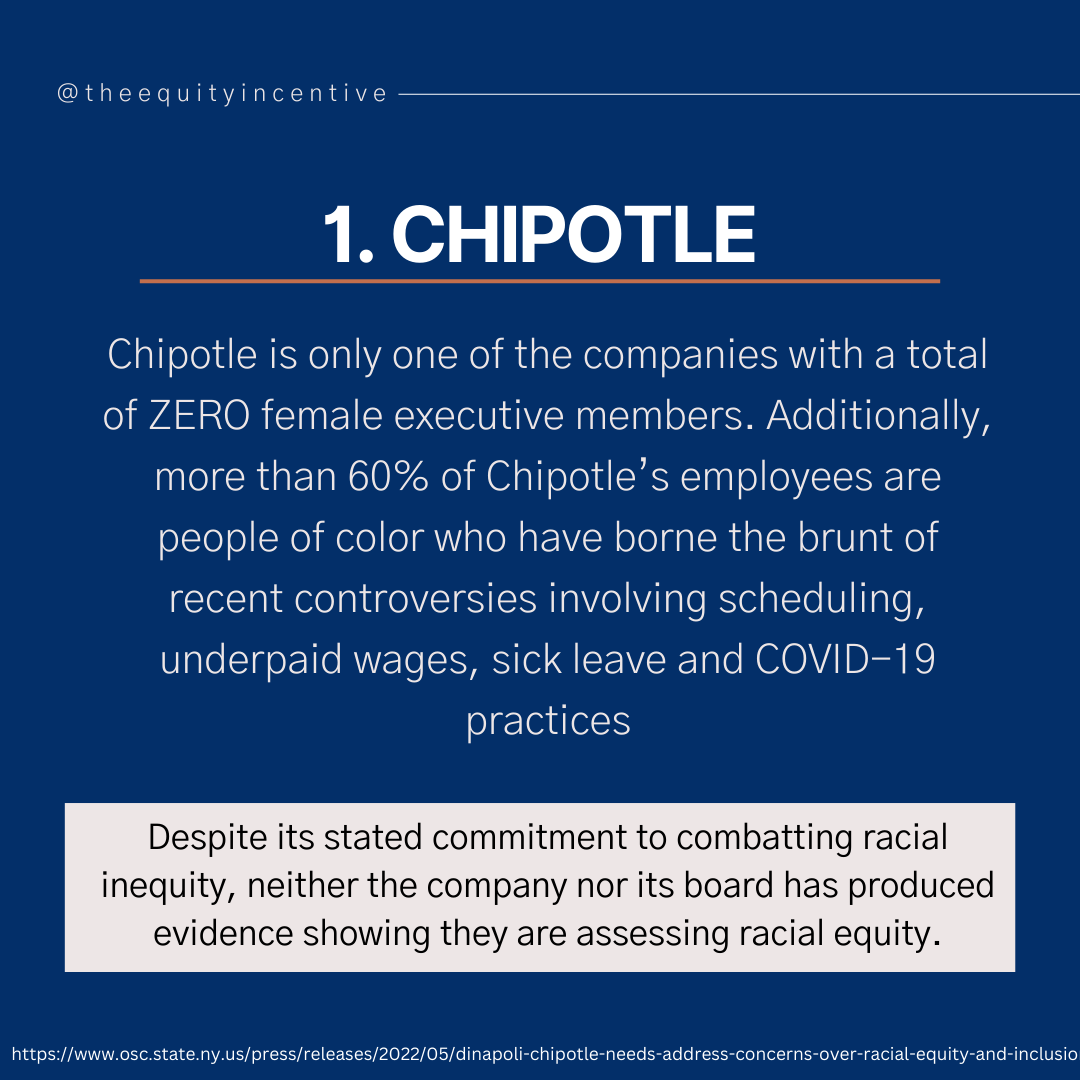 @theequityincentive
1. CHIPOTLE
Chipotle is only one of the companies with a total
of ZERO female executive members. Additionally,
more than 60% of Chipotle’s employees are
people of color who have borne the brunt of
recent controversies involving scheduling,
underpaid wages, sick leave and COVID-19
practices
Despite its stated commitment to combatting racial
inequity, neither the company nor its board has produced
evidence showing they are assessing racial equity.
https://www.osc.state.ny.us/press/releases/2022/05/dinapoli-chipotle-needs-address-concerns-over-racial-equity-and-inclusio